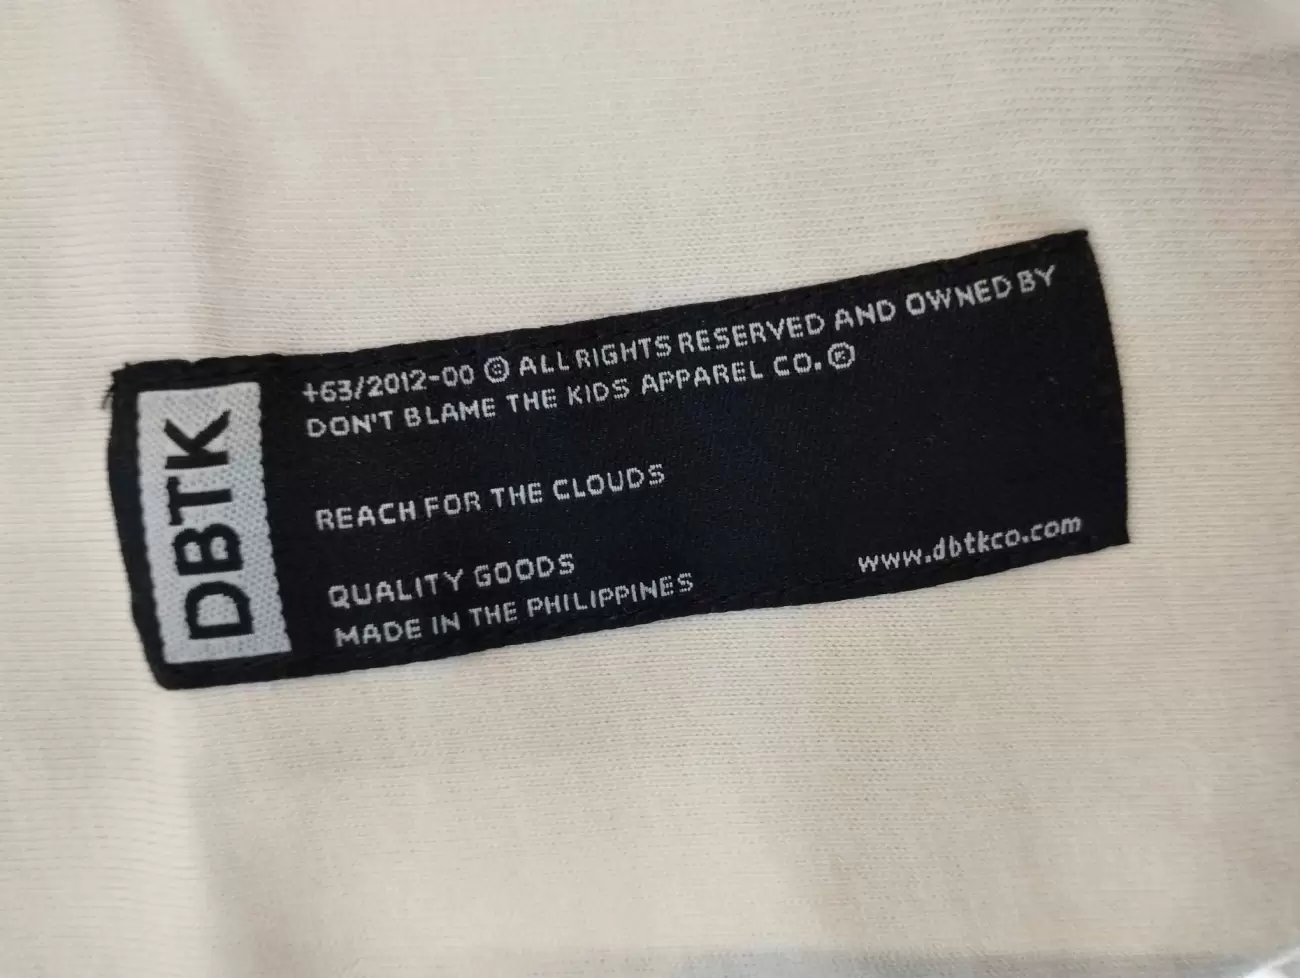 DBTK
+63/2012-00 © ALL RIGHTS RESERVED AND OWNED BY
DON'T BLAME THE KIDS APPAREL CO. ®
REACH FOR THE CLOUDS
QUALITY GOODS
MADE IN THE PHILIPPINES
www.dbtkco.com